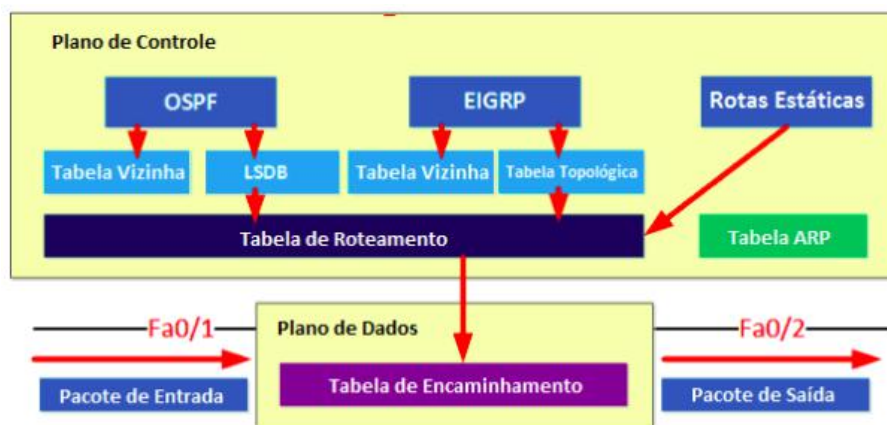 Plano de Controle
OSPF
EIGRP
Rotas Estáticas
Tabela Vizinha
LSDB
Tabela Vizinha
Tabela Topológica
Tabela de Roteamento
Tabela ARP
Fa0/1
Plano de Dados
Fa0/2
Pacote de Entrada
Tabela de Encaminhamento
Pacote de Saída